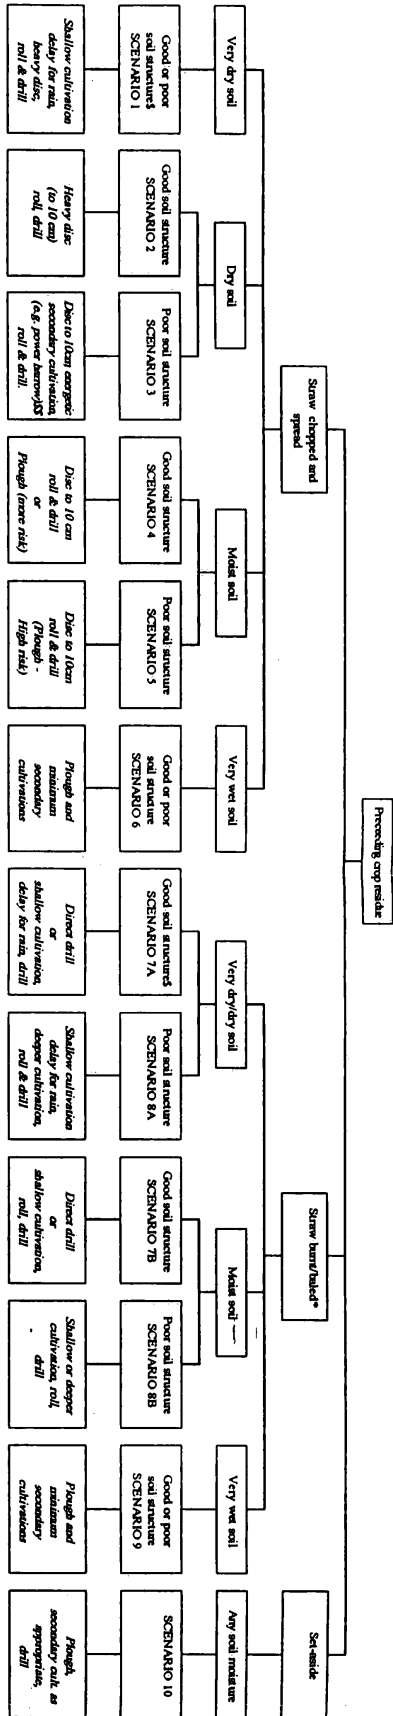 Preceeding crop residue
Straw chopped and
spread
Straw burnt/baled*
Set-aside
Very dry soil
Dry soil
Moist soil
Very wet soil
Very dry/dry soil
Moist soil
Very wet soil
Any soil moisture
Good or poor
soil structure$
SCENARIO 1
Good soil structure
SCENARIO 2
Poor soil structure
SCENARIO 3
Good soil structure
SCENARIO 4
Poor soil structure
SCENARIO 5
Good or poor
soil structure
SCENARIO 6
Good soil structure$
SCENARIO 7A
Poor soil structure
SCENARIO 8A
Good soil structure
SCENARIO 7B
Poor soil structure
SCENARIO 8B
Good or poor
soil structure
SCENARIO 9
SCENARIO 10
Shallow cultivation
delay for rain,
heavy disc,
roll & drill
Heavy disc
(to 10 cm)
roll, drill
Disc to 10cm energetic
secondary cultivation,
(e.g. power harrow)$$
roll & drill.
Disc to 10 cm
roll & drill
or
Plough (more risk)
Disc to 10cm
roll & drill
(Plough -
High risk)
Plough and
minimum
secondary
cultivations
Direct drill
or
shallow cultivation,
delay for rain, drill
Shallow cultivation
delay for rain,
deeper cultivation,
roll & drill
Direct drill
or
shallow cultivation,
roll, drill
Shallow or deeper
cultivation, roll,
drill
Plough and
minimum
secondary
cultivations
Plough,
secondary cult. as
appropriate,
drill